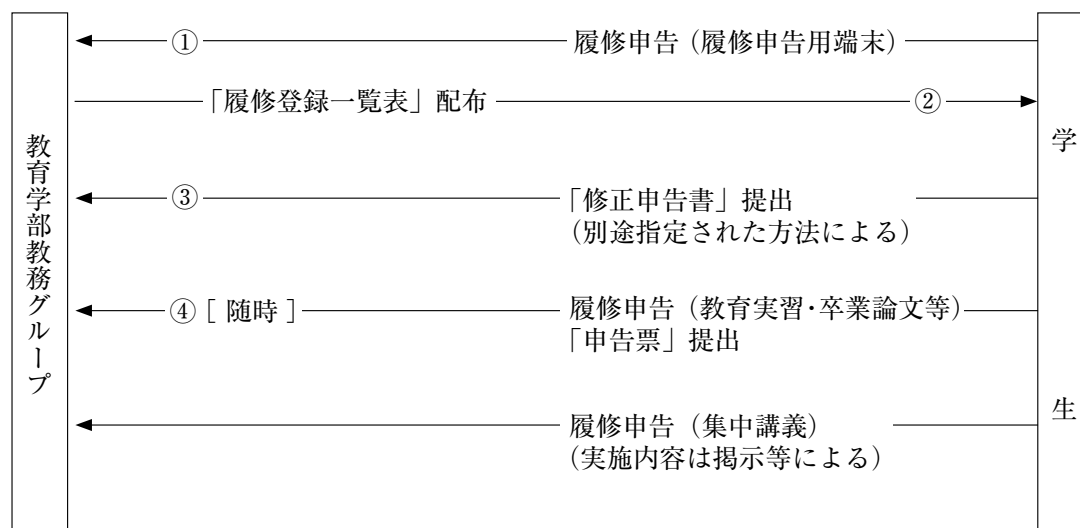 教育学部教務グループ
① 履修申告（履修申告用端末）
「履修登録一覧表」配布 ②
③ 「修正申告書」提出
（別途指定された方法による）
④［ 随時 ］ 履修申告（教育実習・卒業論文等）
「申告票」提出
履修申告（集中講義）
（実施内容は掲示等による）
学生